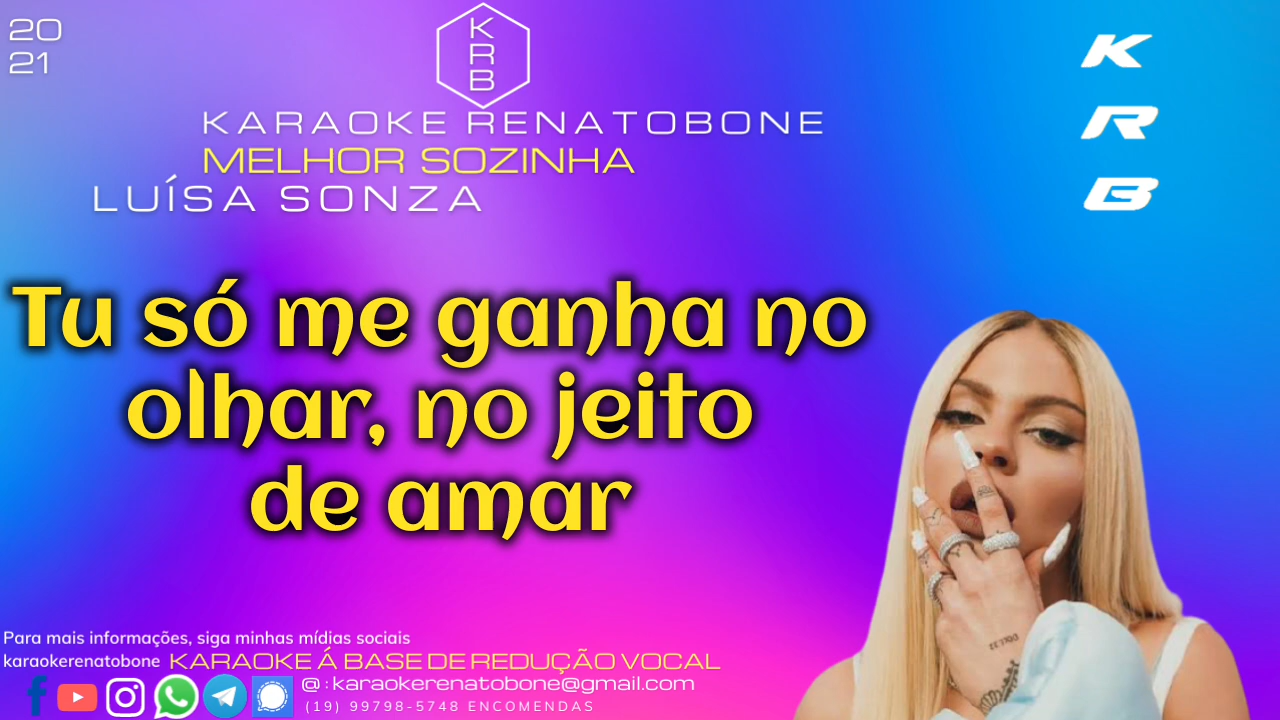 20
21
K
R
B
KARAOKE RENATOBONE
MELHOR SOZINHA
LUÍSA SONZA
K
R
B
Tu só me ganha no
olhar, no jeito
de amar
Para mais informações, siga minhas mídias sociais
karaokerenatobone KARAOKE Á BASE DE REDUÇÃO VOCAL
@ : karaokerenatobone@gmail.com
(19) 99798-5748 ENCOMENDAS